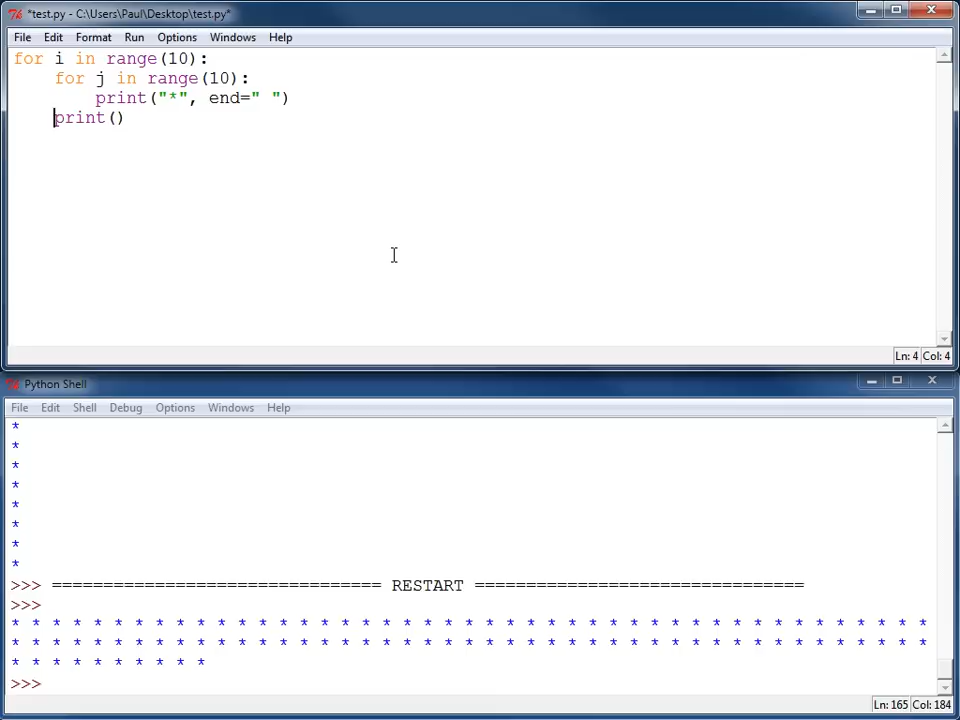 *test.py - C:\Users\Paul\Desktop\test.py*
File Edit Format Run Options Windows Help
for i in range(10):
    for j in range(10):
        print("*", end=" ")
    print()
Ln: 4 Col: 4
Python Shell
File Edit Shell Debug Options Windows Help
*
*
*
*
*
*
*
*
>>> ================================ RESTART ================================
>>>
* * * * * * * * * * * * * * * * * * * * * * * * * * * * * * * * * * * * * * * * * * * * *
* * * * * * * * * * * * * * * * * * * * * * * * * * * * * * * * * * * * * * * * * * * * *
* * * * * * * * * *
>>>
Ln: 165 Col: 184